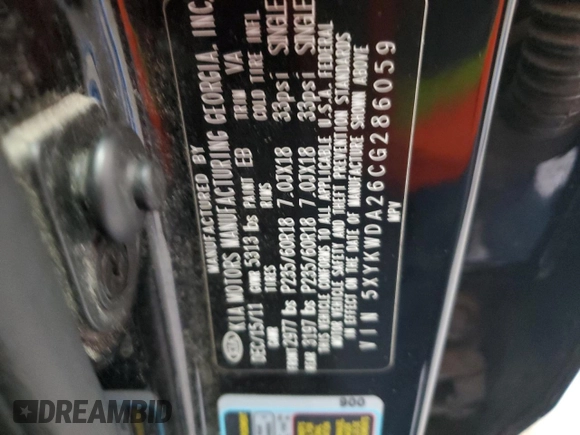 MANUFACTURED BY
KIA KIA MOTORS MANUFACTURING GEORGIA, INC.
DEC/15/11 GVWR 5313 lbs PAINT EB TRIM VA
GAWR TIRES RIMS COLD TIRE INFL
FRONT 2977 lbs P235/60R18 7.0JX18 33psi SINGLE
REAR 3197 lbs P235/60R18 7.0JX18 33psi SINGLE
THIS VEHICLE CONFORMS TO ALL APPLICABLE U.S.A. FEDERAL
MOTOR VEHICLE SAFETY AND THEFT PREVENTION STANDARDS
IN EFFECT ON THE DATE OF MANUFACTURE SHOWN ABOVE
VIN 5XYKWDA26CG286059
MPV
006
DREAMBID